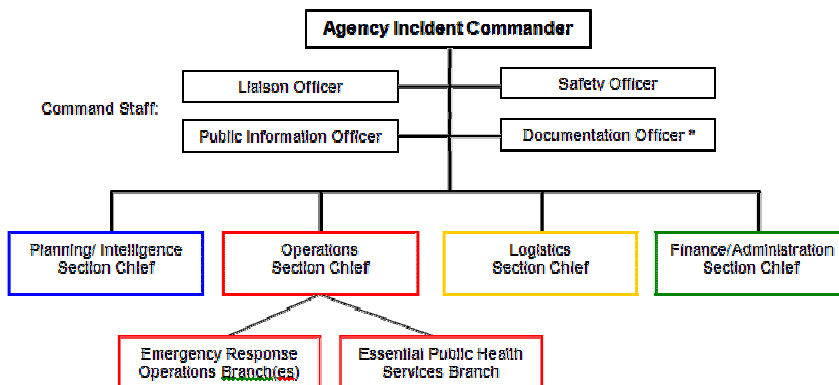 Agency Incident Commander
Liaison Officer
Safety Officer
Command Staff:
Public Information Officer
Documentation Officer *
Planning/ Intelligence
Section Chief
Operations
Section Chief
Logistics
Section Chief
Finance/Administration
Section Chief
Emergency Response
Operations Branch(es)
Essential Public Health
Services Branch